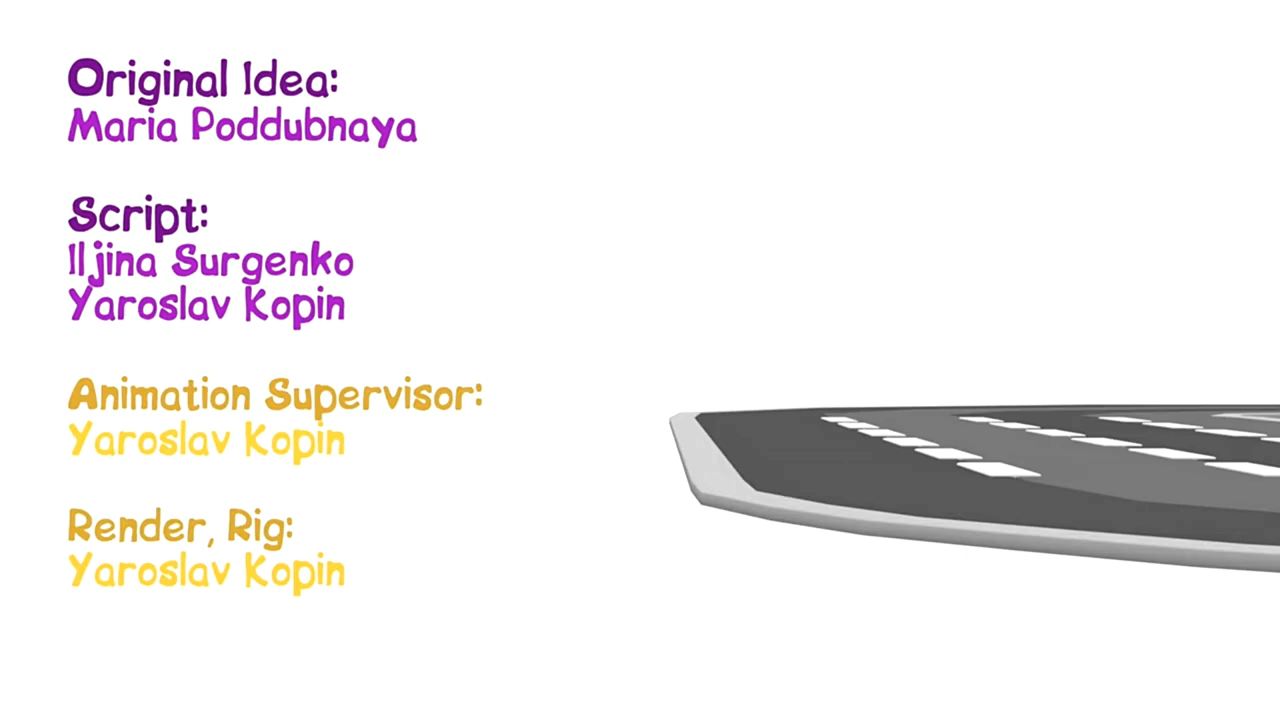 Original Idea:
Maria Poddubnaya
Script:
Iljina Surgenko
Yaroslav Kopin
Animation Supervisor:
Yaroslav Kopin
Render, Rig:
Yaroslav Kopin